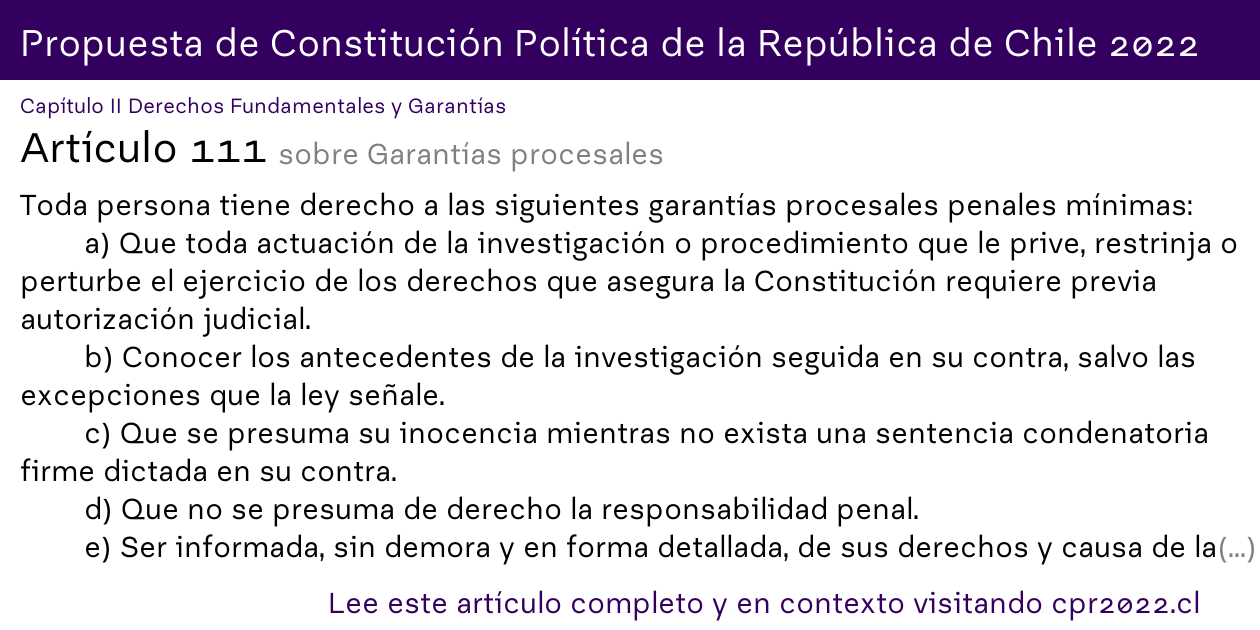 Propuesta de Constitución Política de la República de Chile 2022
Capítulo II Derechos Fundamentales y Garantías
Artículo 111 sobre Garantías procesales
Toda persona tiene derecho a las siguientes garantías procesales penales mínimas:
a) Que toda actuación de la investigación o procedimiento que le prive, restrinja o
perturbe el ejercicio de los derechos que asegura la Constitución requiere previa
autorización judicial.
b) Conocer los antecedentes de la investigación seguida en su contra, salvo las
excepciones que la ley señale.
c) Que se presuma su inocencia mientras no exista una sentencia condenatoria
firme dictada en su contra.
d) Que no se presuma de derecho la responsabilidad penal.
e) Ser informada, sin demora y en forma detallada, de sus derechos y causa de la(...)
Lee este artículo completo y en contexto visitando cpr2022.cl